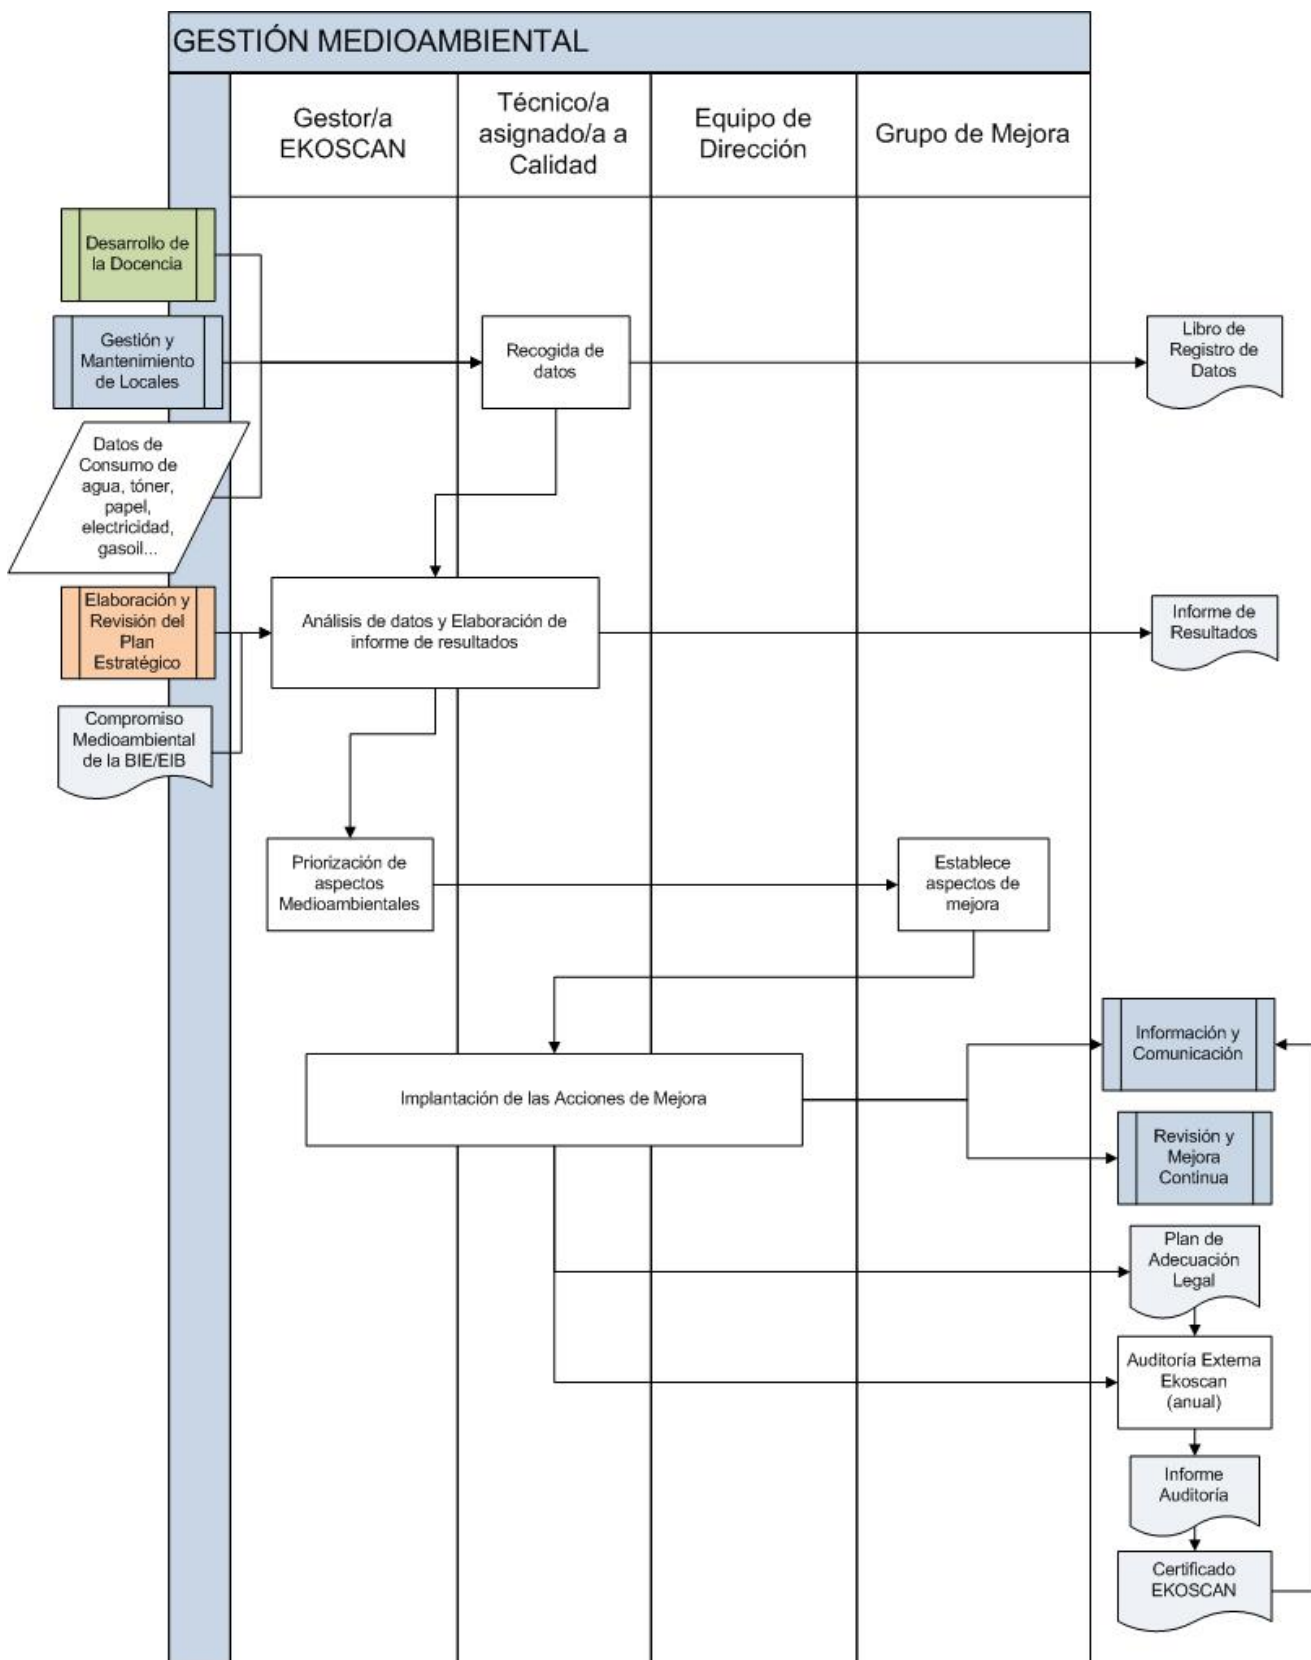 GESTIÓN MEDIOAMBIENTAL
Gestor/a
EKOSCAN
Técnico/a
asignado/a a
Calidad
Equipo de
Dirección
Grupo de Mejora
Desarrollo de
la Docencia
Gestión y
Mantenimiento
de Locales
Recogida de
datos
Libro de
Registro de
Datos
Datos de
Consumo de
agua, tóner,
papel,
electricidad,
gasoil...
Elaboración y
Revisión del
Plan
Estratégico
Análisis de datos y Elaboración de
informe de resultados
Informe de
Resultados
Compromiso
Medioambiental
de la BIE/EIB
Priorización de
aspectos
Medioambientales
Establece
aspectos de
mejora
Información y
Comunicación
Implantación de las Acciones de Mejora
Revisión y
Mejora
Continua
Plan de
Adecuación
Legal
Auditoría Externa
Ekoscan
(anual)
Informe
Auditoría
Certificado
EKOSCAN